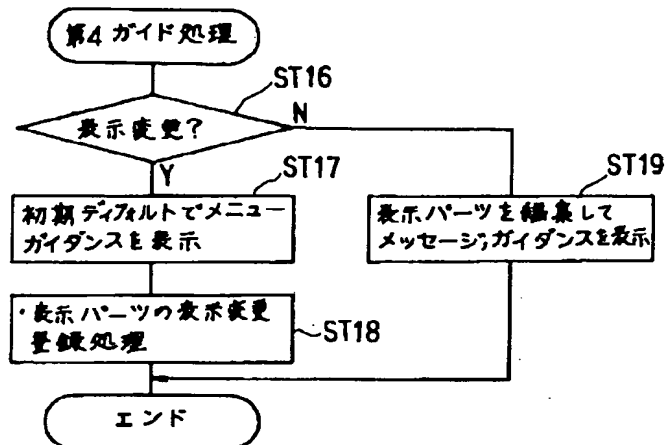 第4ガイド処理
ST16
表示変更?
N
Y
ST17
初期ディフォルトでメニュー
ガイダンスを表示
ST19
表示パーツを編集して
メッセージ,ガイダンスを表示
・表示パーツの表示変更
登録処理
ST18
エンド